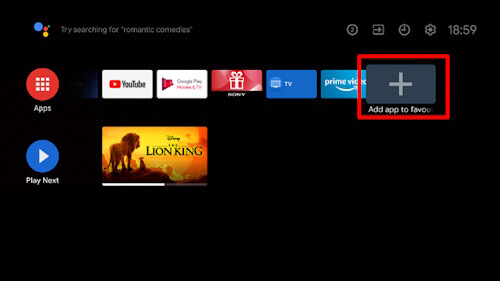 Try searching for "romantic comedies"
2
18:59
Apps
YouTube
Google Play
Movies & TV
SONY
TV
prime video
Add app to favou
Play Next
Disney
THE
LION KING